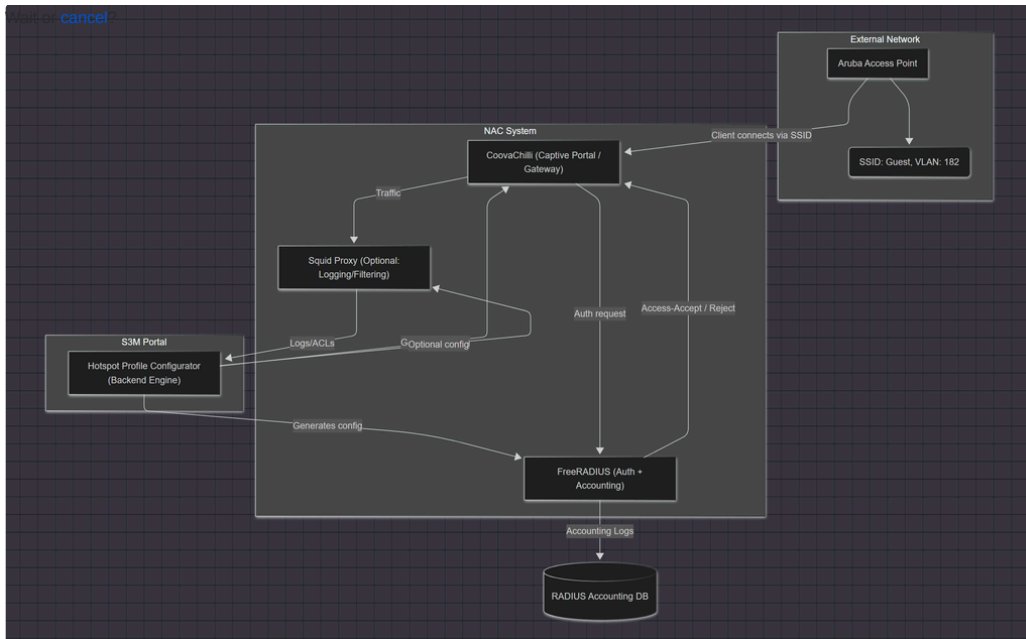 Wait or cancel?
External Network
Aruba Access Point
NAC System
Client connects via SSID
CoovaChilli (Captive Portal /
Gateway)
SSID: Guest, VLAN: 182
Traffic
Squid Proxy (Optional:
Logging/Filtering)
Auth request
Access-Accept / Reject
S3M Portal
Logs/ACLs
Optional config
Hotspot Profile Configurator
(Backend Engine)
Generates config
FreeRADIUS (Auth +
Accounting)
Accounting Logs
RADIUS Accounting DB